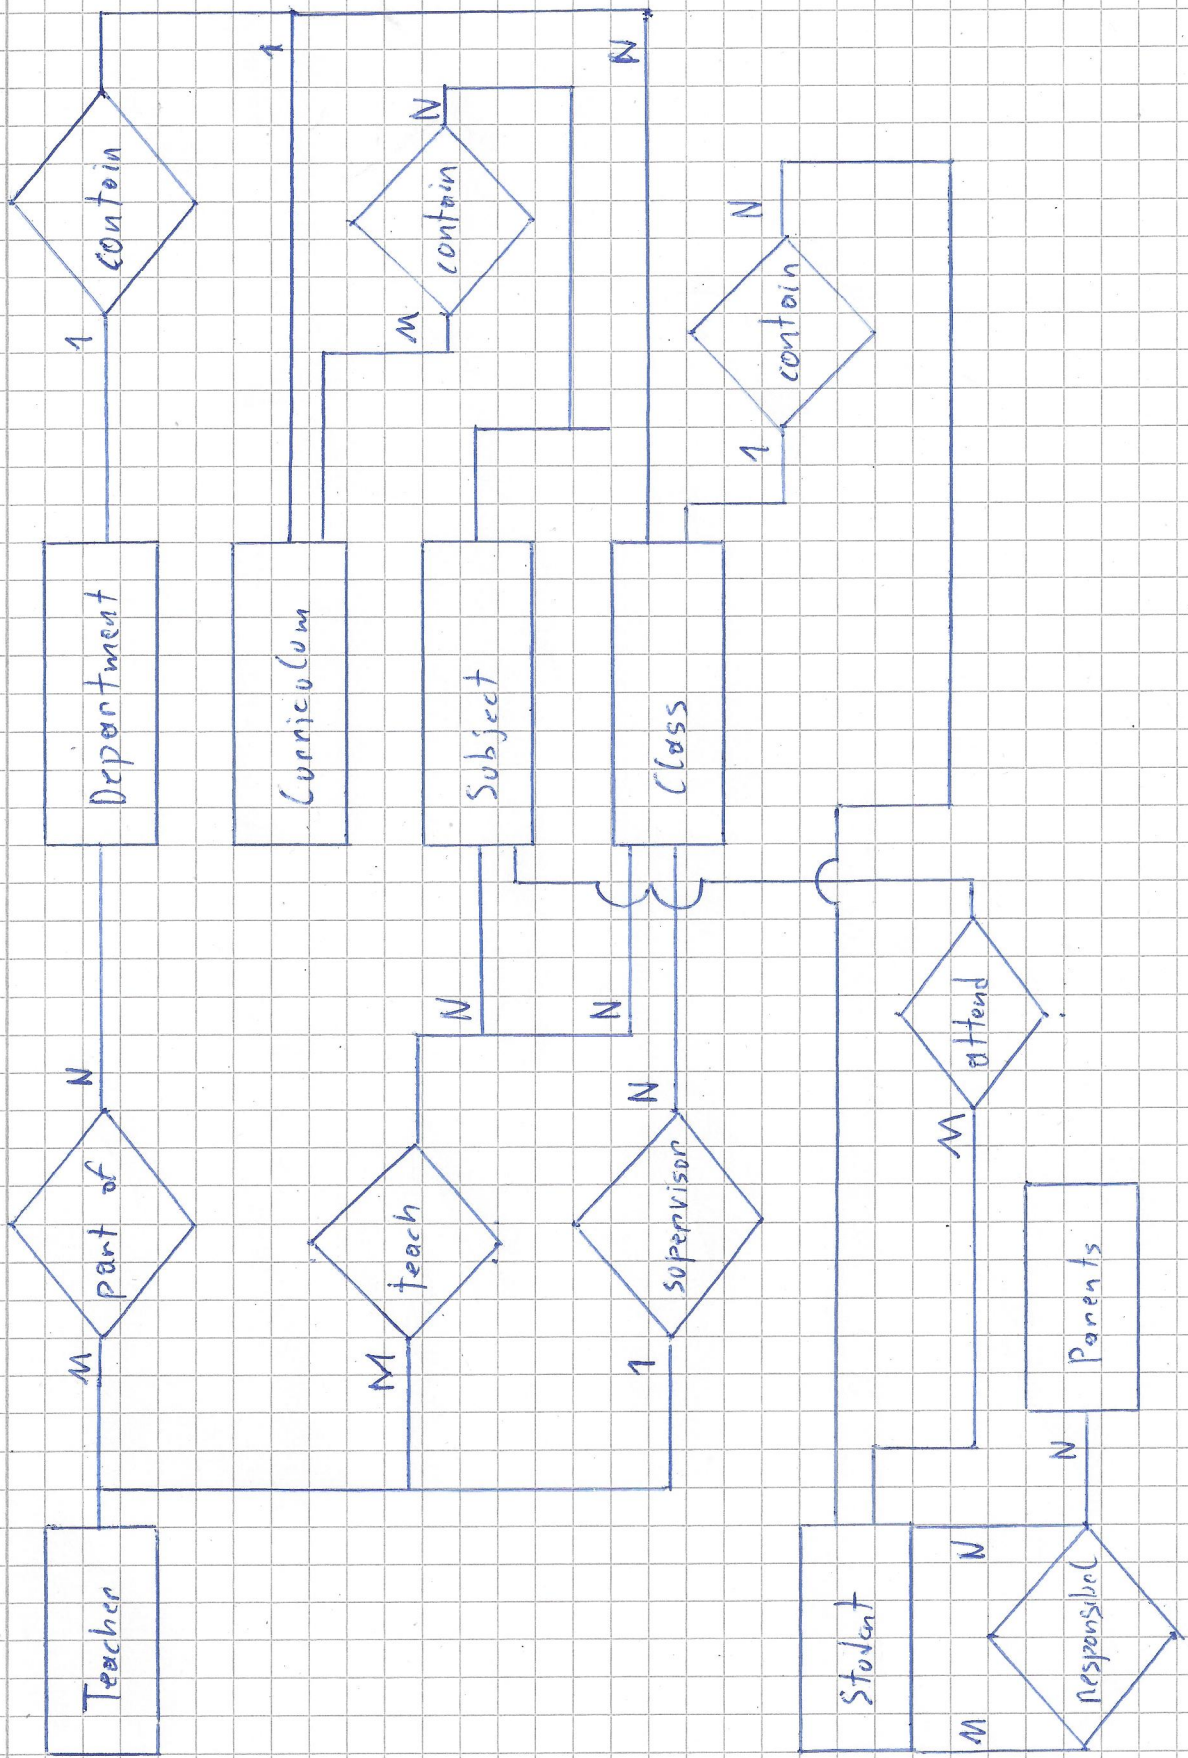 Teacher
M
part of
N
Department
1
contain
1
Curriculum
M
teach
M
contain
N
N
Subject
N
1
supervisor
N
Class
N
1
contain
N
Student
M
attend
M
N
responsibel
N
Parents